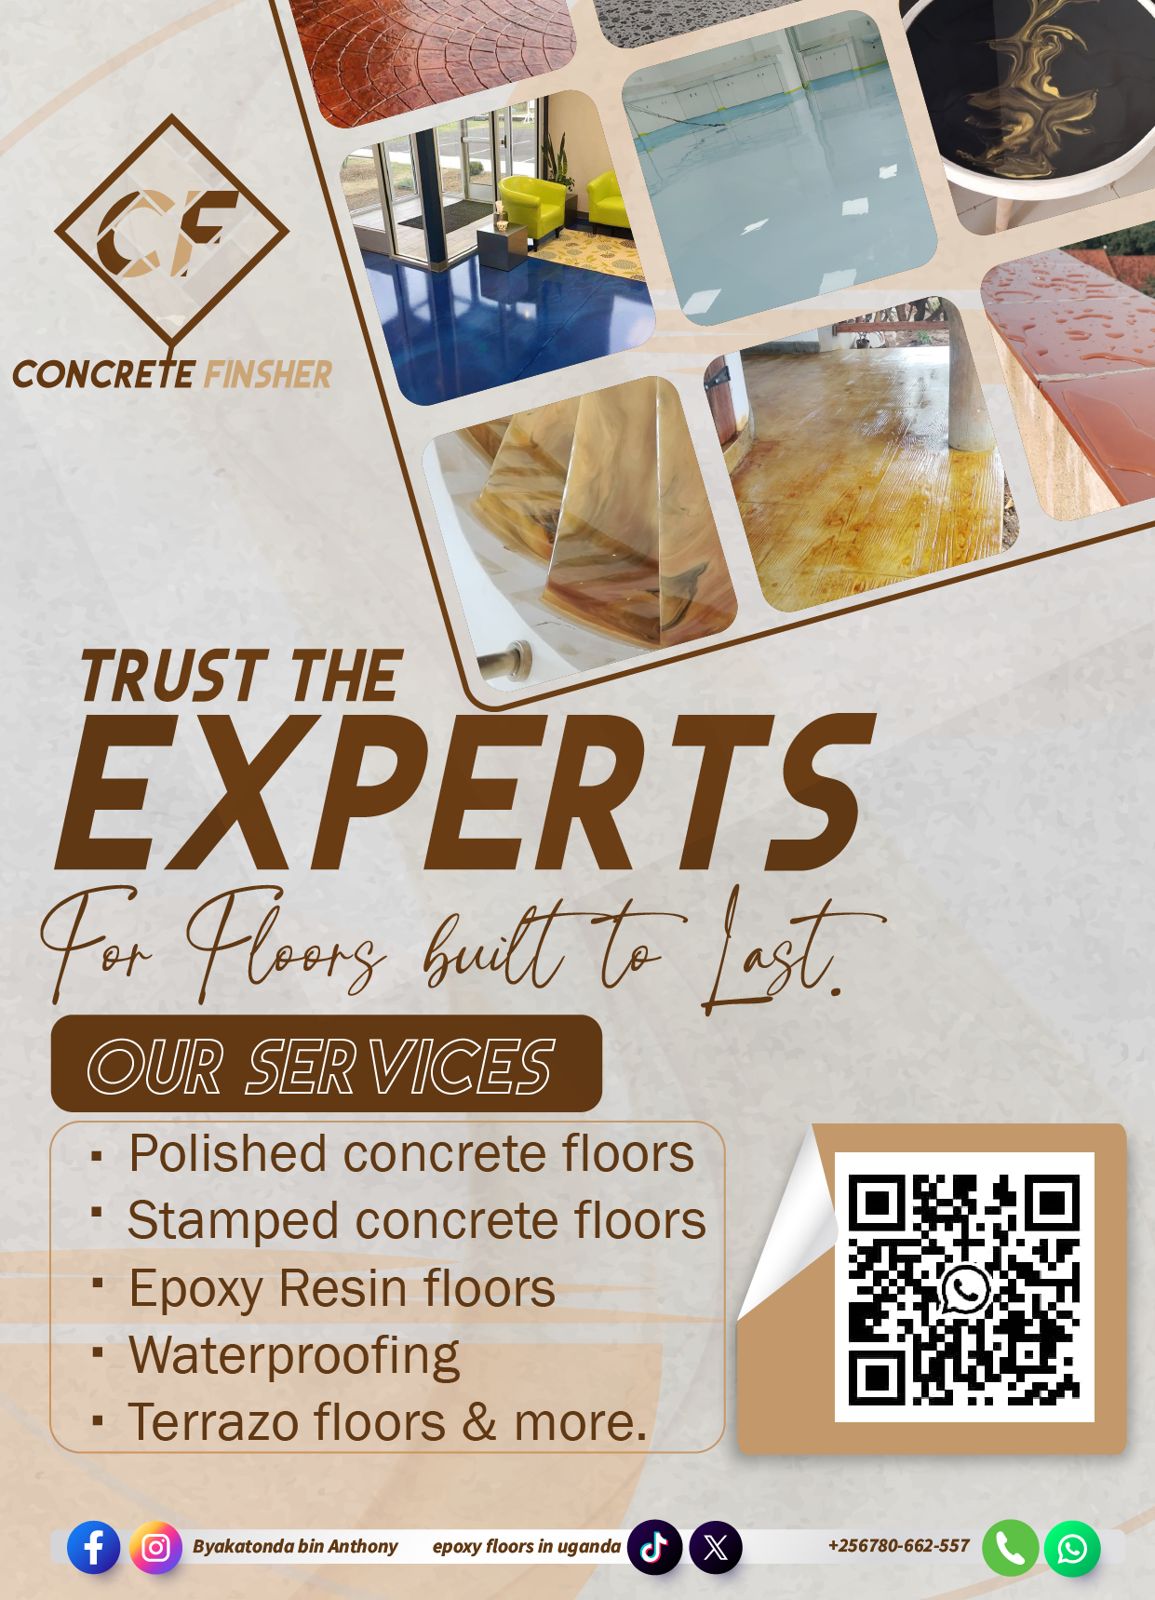 CF
CONCRETE FINSHER
TRUST THE
EXPERTS
For Floors built to Last.
OUR SERVICES
▪ Polished concrete floors
▪ Stamped concrete floors
▪ Epoxy Resin floors
▪ Waterproofing
▪ Terrazo floors & more.
Byakatonda bin Anthony epoxy floors in uganda +256780-662-557